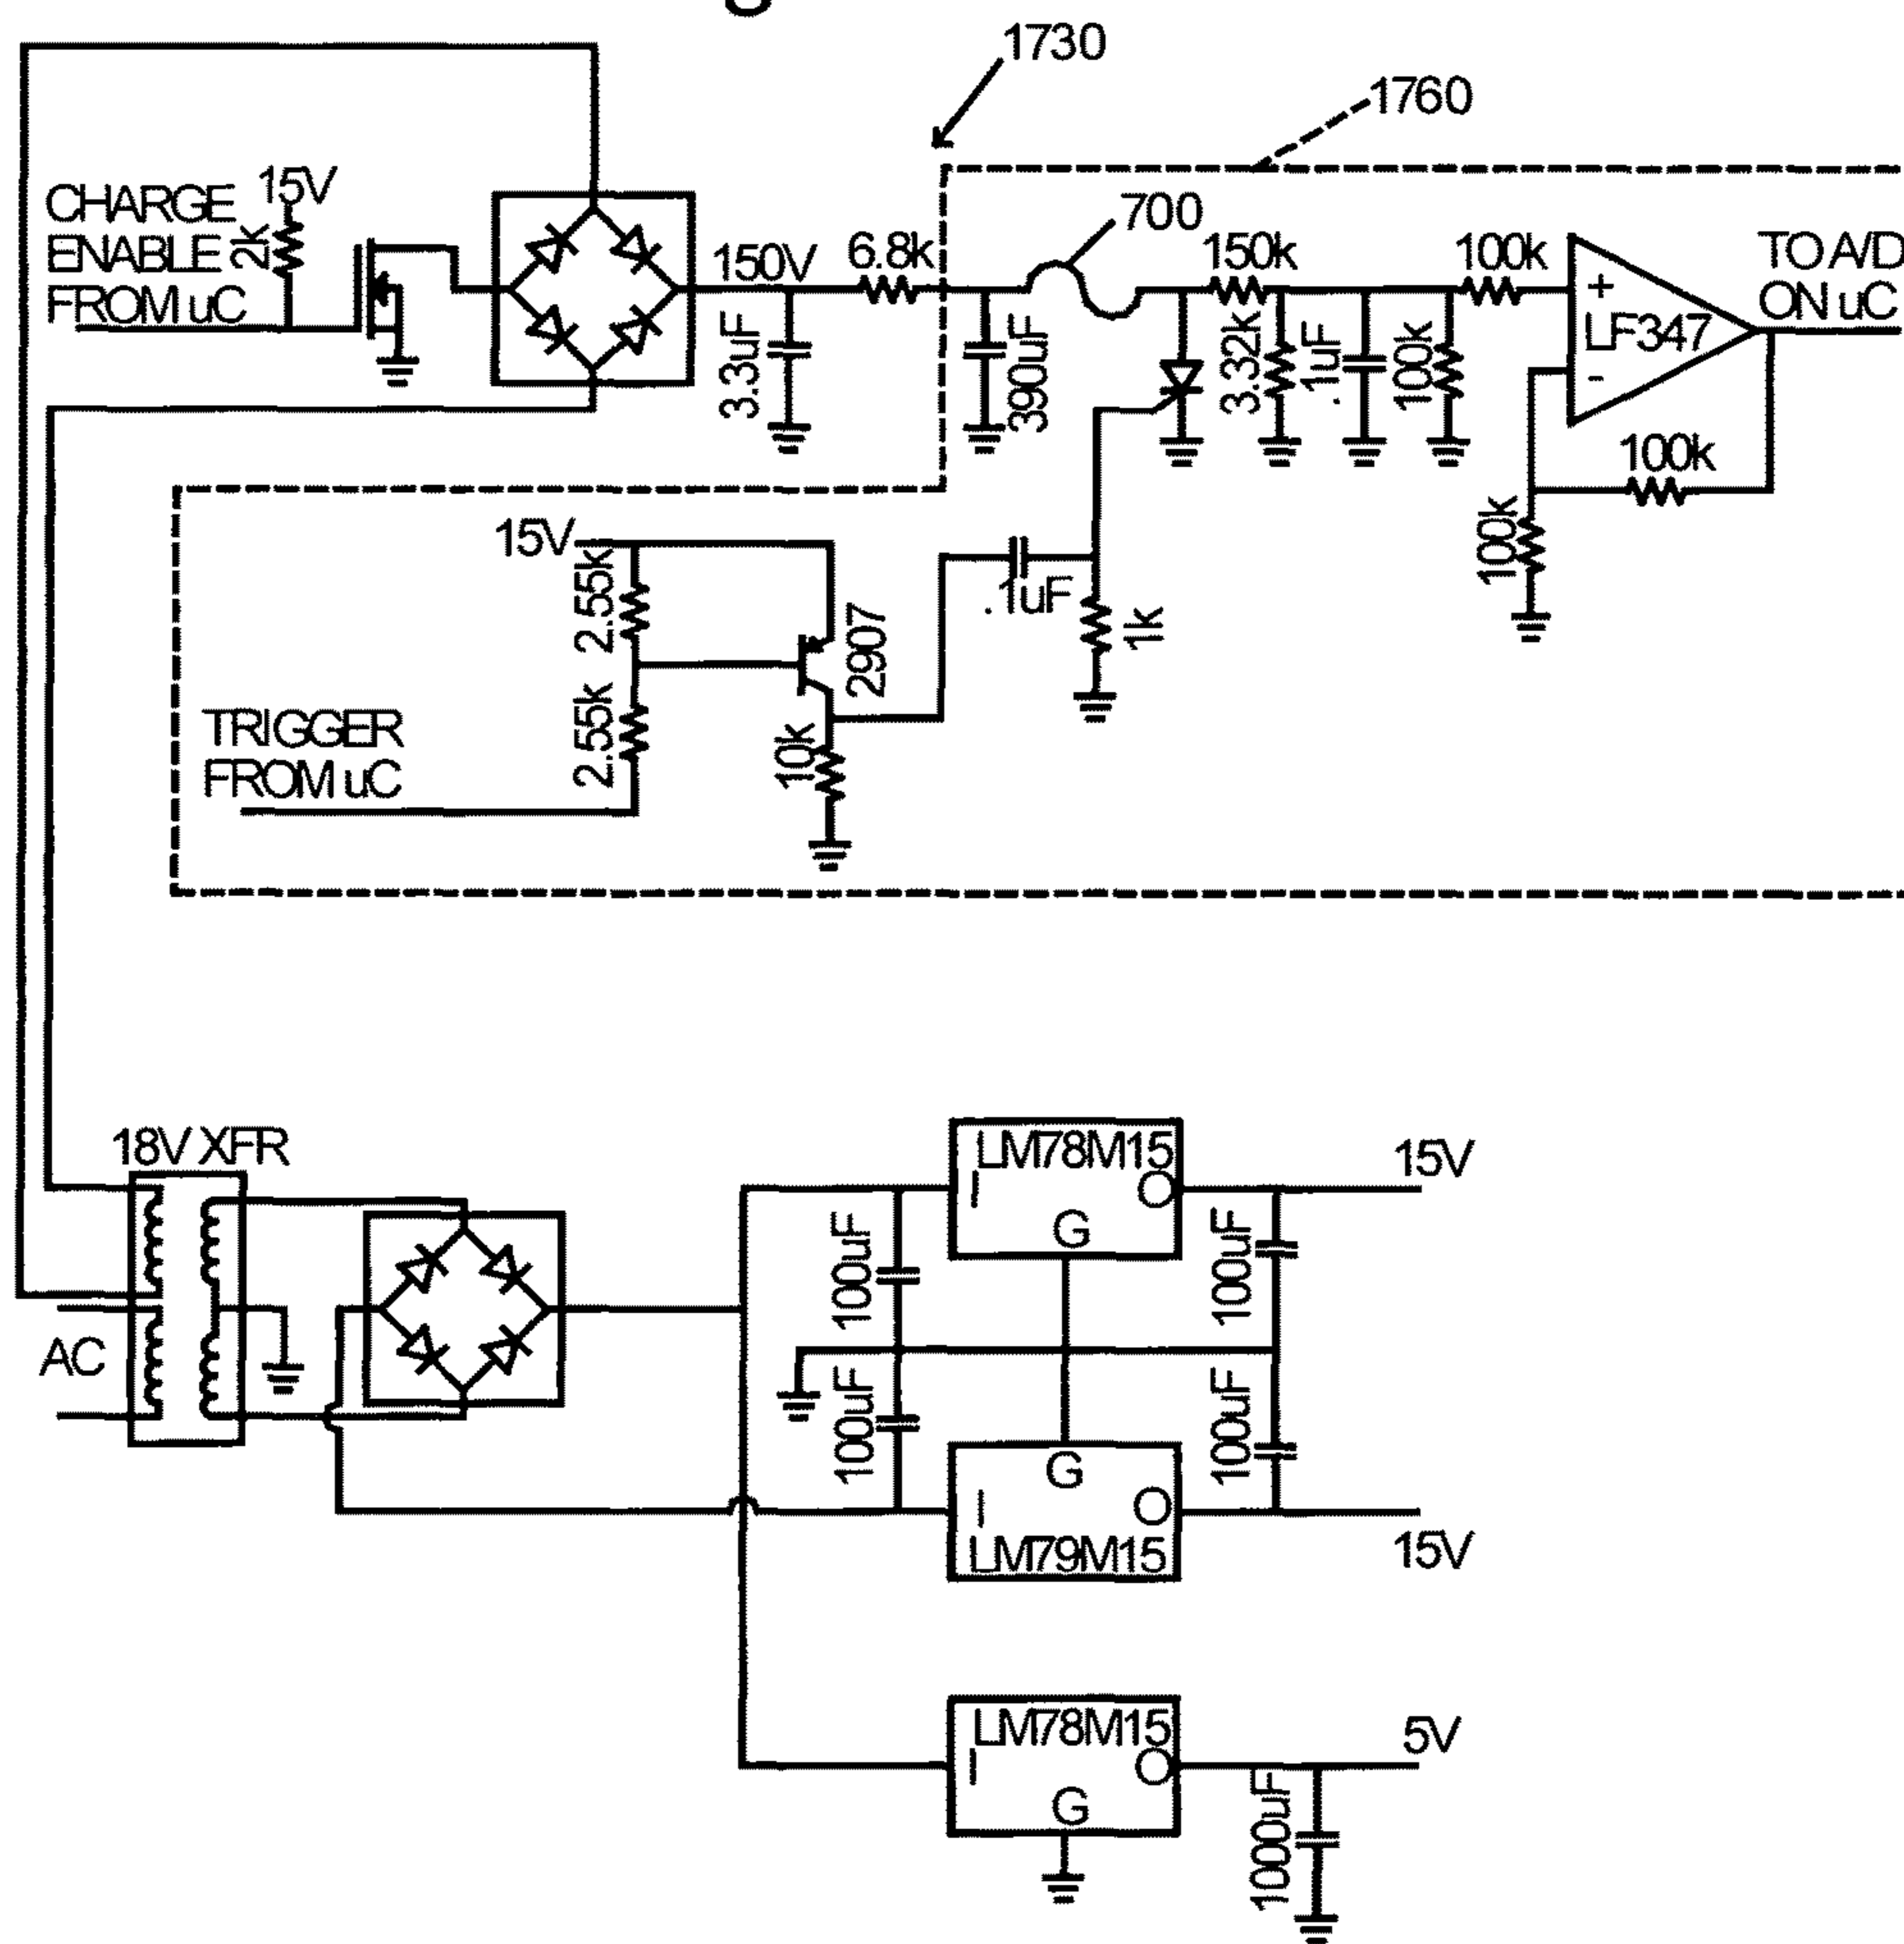 1730
1760
CHARGE
ENABLE
FROM uC
15V
2k
150V
6.8k
700
150k
100k
TO A/D
ON uC
+
LF347
-
3.3uF
390uF
3.32k
.1uF
100k
100k
100k
15V
2.55k
2907
.1uF
1k
2.55k
10k
TRIGGER
FROM uC
18V XFR
AC
LM78M15
I
O
G
15V
100uF
100uF
100uF
100uF
G
I
O
LM79M15
15V
LM78M15
I
O
G
5V
1000uF